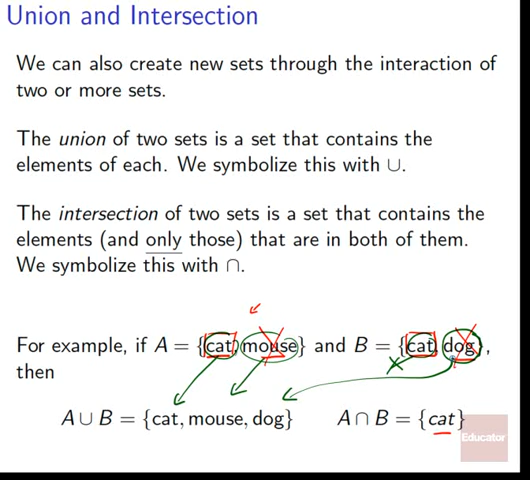 Union and Intersection
We can also create new sets through the interaction of
two or more sets.
The union of two sets is a set that contains the
elements of each. We symbolize this with ∪.
The intersection of two sets is a set that contains the
elements (and only those) that are in both of them.
We symbolize this with ∩.
For example, if A = {cat, mouse} and B = {cat, dog},
then
A ∪ B = {cat, mouse, dog} A ∩ B = {cat}
Educator